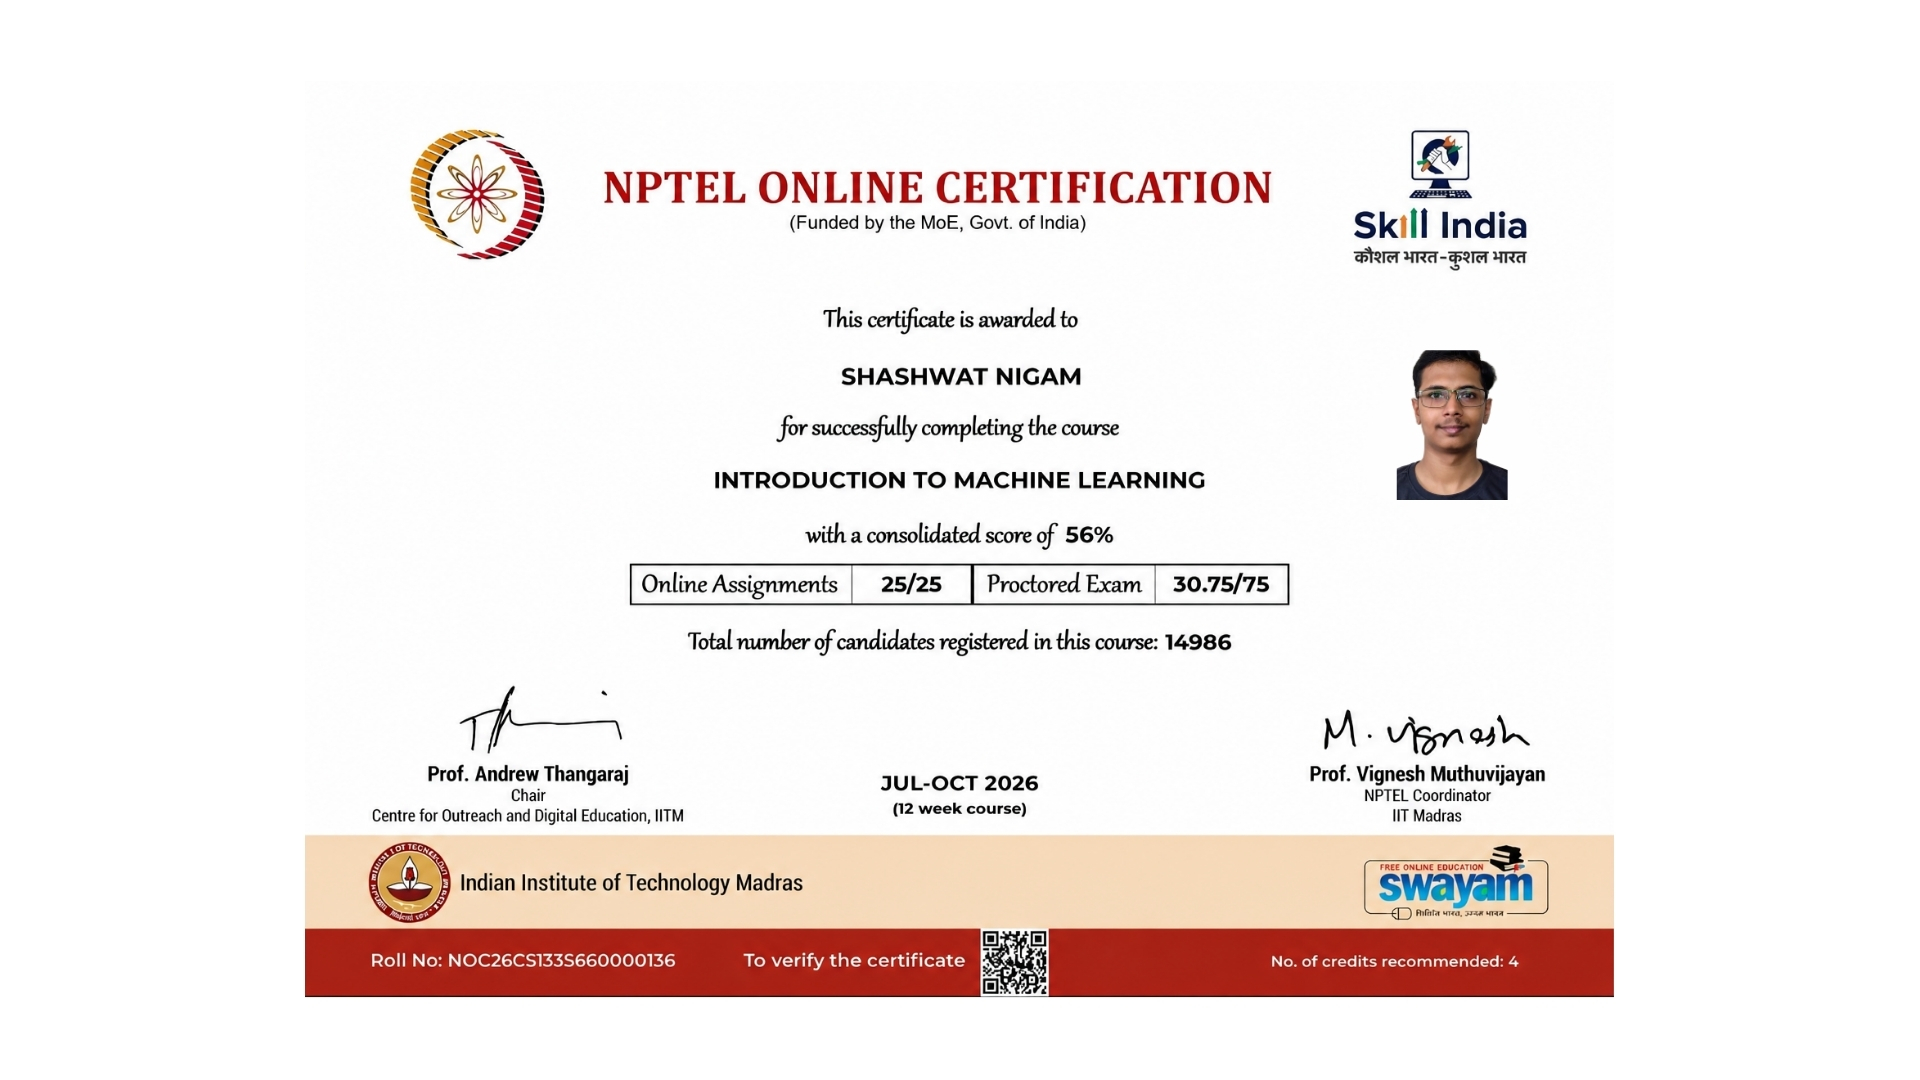 NPTEL ONLINE CERTIFICATION
(Funded by the MoE, Govt. of India)
Skill India
कौशल भारत-कुशल भारत
This certificate is awarded to
SHASHWAT NIGAM
for successfully completing the course
INTRODUCTION TO MACHINE LEARNING
with a consolidated score of 56%
Online Assignments 25/25 Proctored Exam 30.75/75
Total number of candidates registered in this course: 14986
M. Vignesh
Prof. Andrew Thangaraj
Chair
Centre for Outreach and Digital Education, IITM
JUL-OCT 2026
(12 week course)
Prof. Vignesh Muthuvijayan
NPTEL Coordinator
IIT Madras
Indian Institute of Technology Madras
FREE ONLINE EDUCATION
swayam
Roll No: NOC26CS133S660000136
To verify the certificate
No. of credits recommended: 4